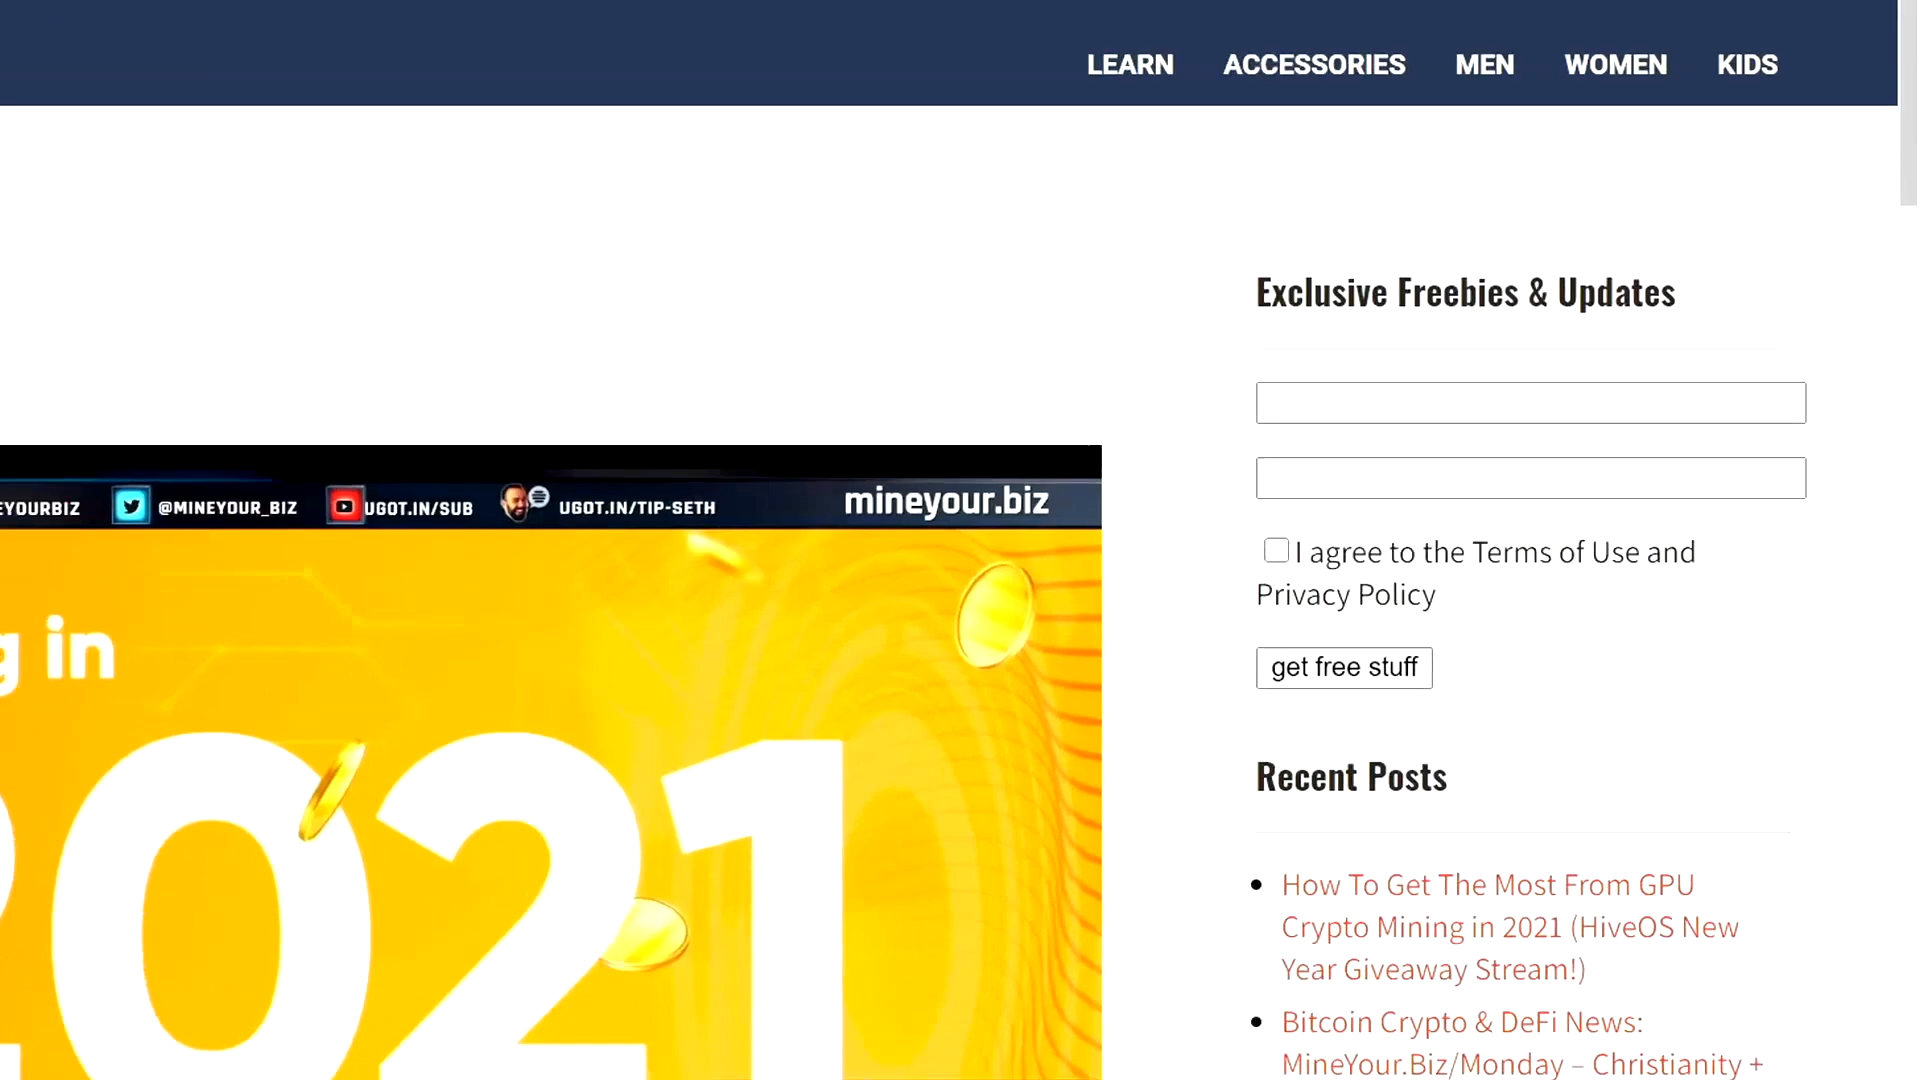 LEARN ACCESSORIES MEN WOMEN KIDS
Exclusive Freebies & Updates
EYOURBIZ @MINEYOUR_BIZ UGOT.IN/SUB UGOT.IN/TIP-SETH mineyour.biz
g in
2021
I agree to the Terms of Use and
Privacy Policy
get free stuff
Recent Posts
How To Get The Most From GPU
Crypto Mining in 2021 (HiveOS New
Year Giveaway Stream!)
Bitcoin Crypto & DeFi News:
MineYour.Biz/Monday – Christianity +